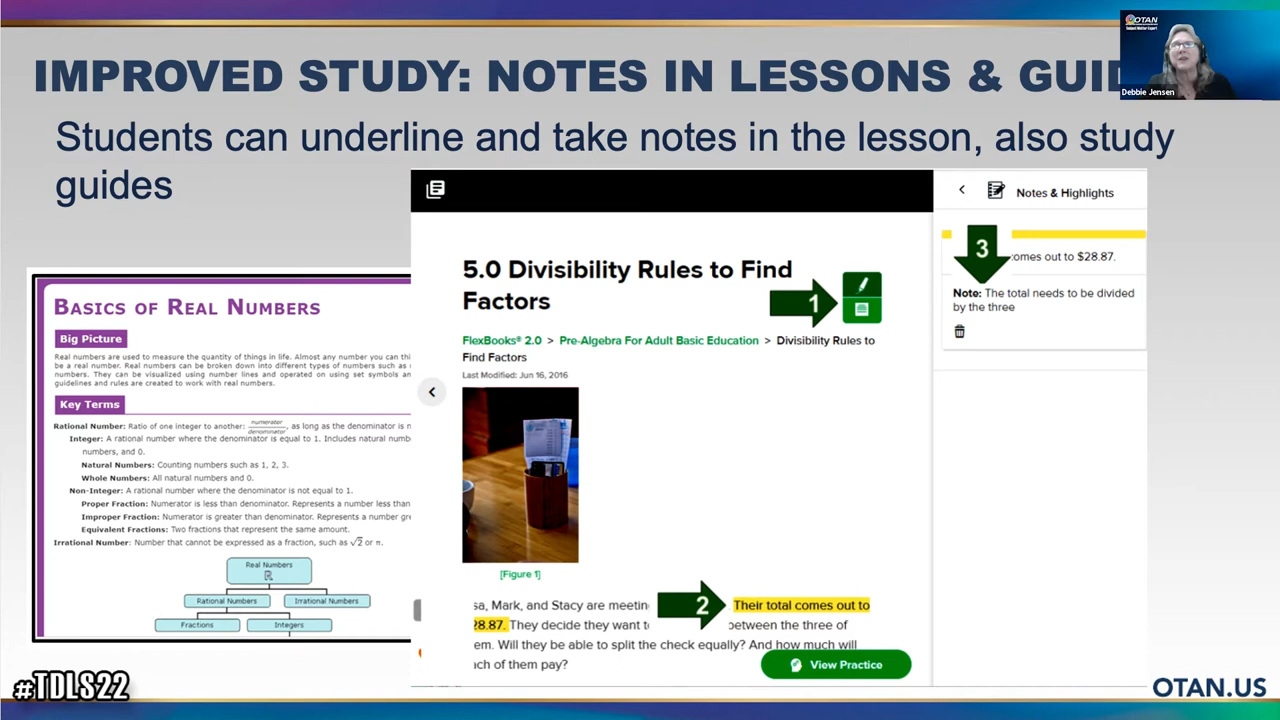 IMPROVED STUDY: NOTES IN LESSONS & GUID
OTAN
Subject Matter Expert
Debbie Jensen
Students can underline and take notes in the lesson, also study
guides
BASICS OF REAL NUMBERS
Big Picture
Real numbers are used to measure the quantity of things in life. Almost any number you can thi
be a real number. Real numbers can be broken down into different types of numbers such as
numbers. They can be visualized using number lines and operated on using set symbols a
guidelines and rules are created to work with real numbers.
Key Terms
Rational Number: Ratio of one integer to another: numerator/denominator, as long as the denominator is n
Integer: A rational number where the denominator is equal to 1. Includes natural numb
numbers, and 0.
Natural Numbers: Counting numbers such as 1, 2, 3.
Whole Numbers: All natural numbers and 0.
Non-Integer: A rational number where the denominator is not equal to 1.
Proper Fraction: Numerator is less than denominator. Represents a number less than
Improper Fraction: Numerator is greater than denominator. Represents a number gre
Equivalent Fractions: Two fractions that represent the same amount.
Irrational Number: Number that cannot be expressed as a fraction, such as √2 or π.
Real Numbers
ℝ
Rational Numbers
Irrational Numbers
Fractions
Integers
5.0 Divisibility Rules to Find
Factors
1
FlexBooks® 2.0 > Pre-Algebra For Adult Basic Education > Divisibility Rules to
Find Factors
Last Modified: Jun 16, 2016
[Figure 1]
sa, Mark, and Stacy are meetin
2
Their total comes out to
28.87. They decide they want t
between the three of
em. Will they be able to split the check equally? And how much will
ach of them pay?
View Practice
Notes & Highlights
3
comes out to $28.87.
Note: The total needs to be divided
by the three
#TDLS22
OTAN.US